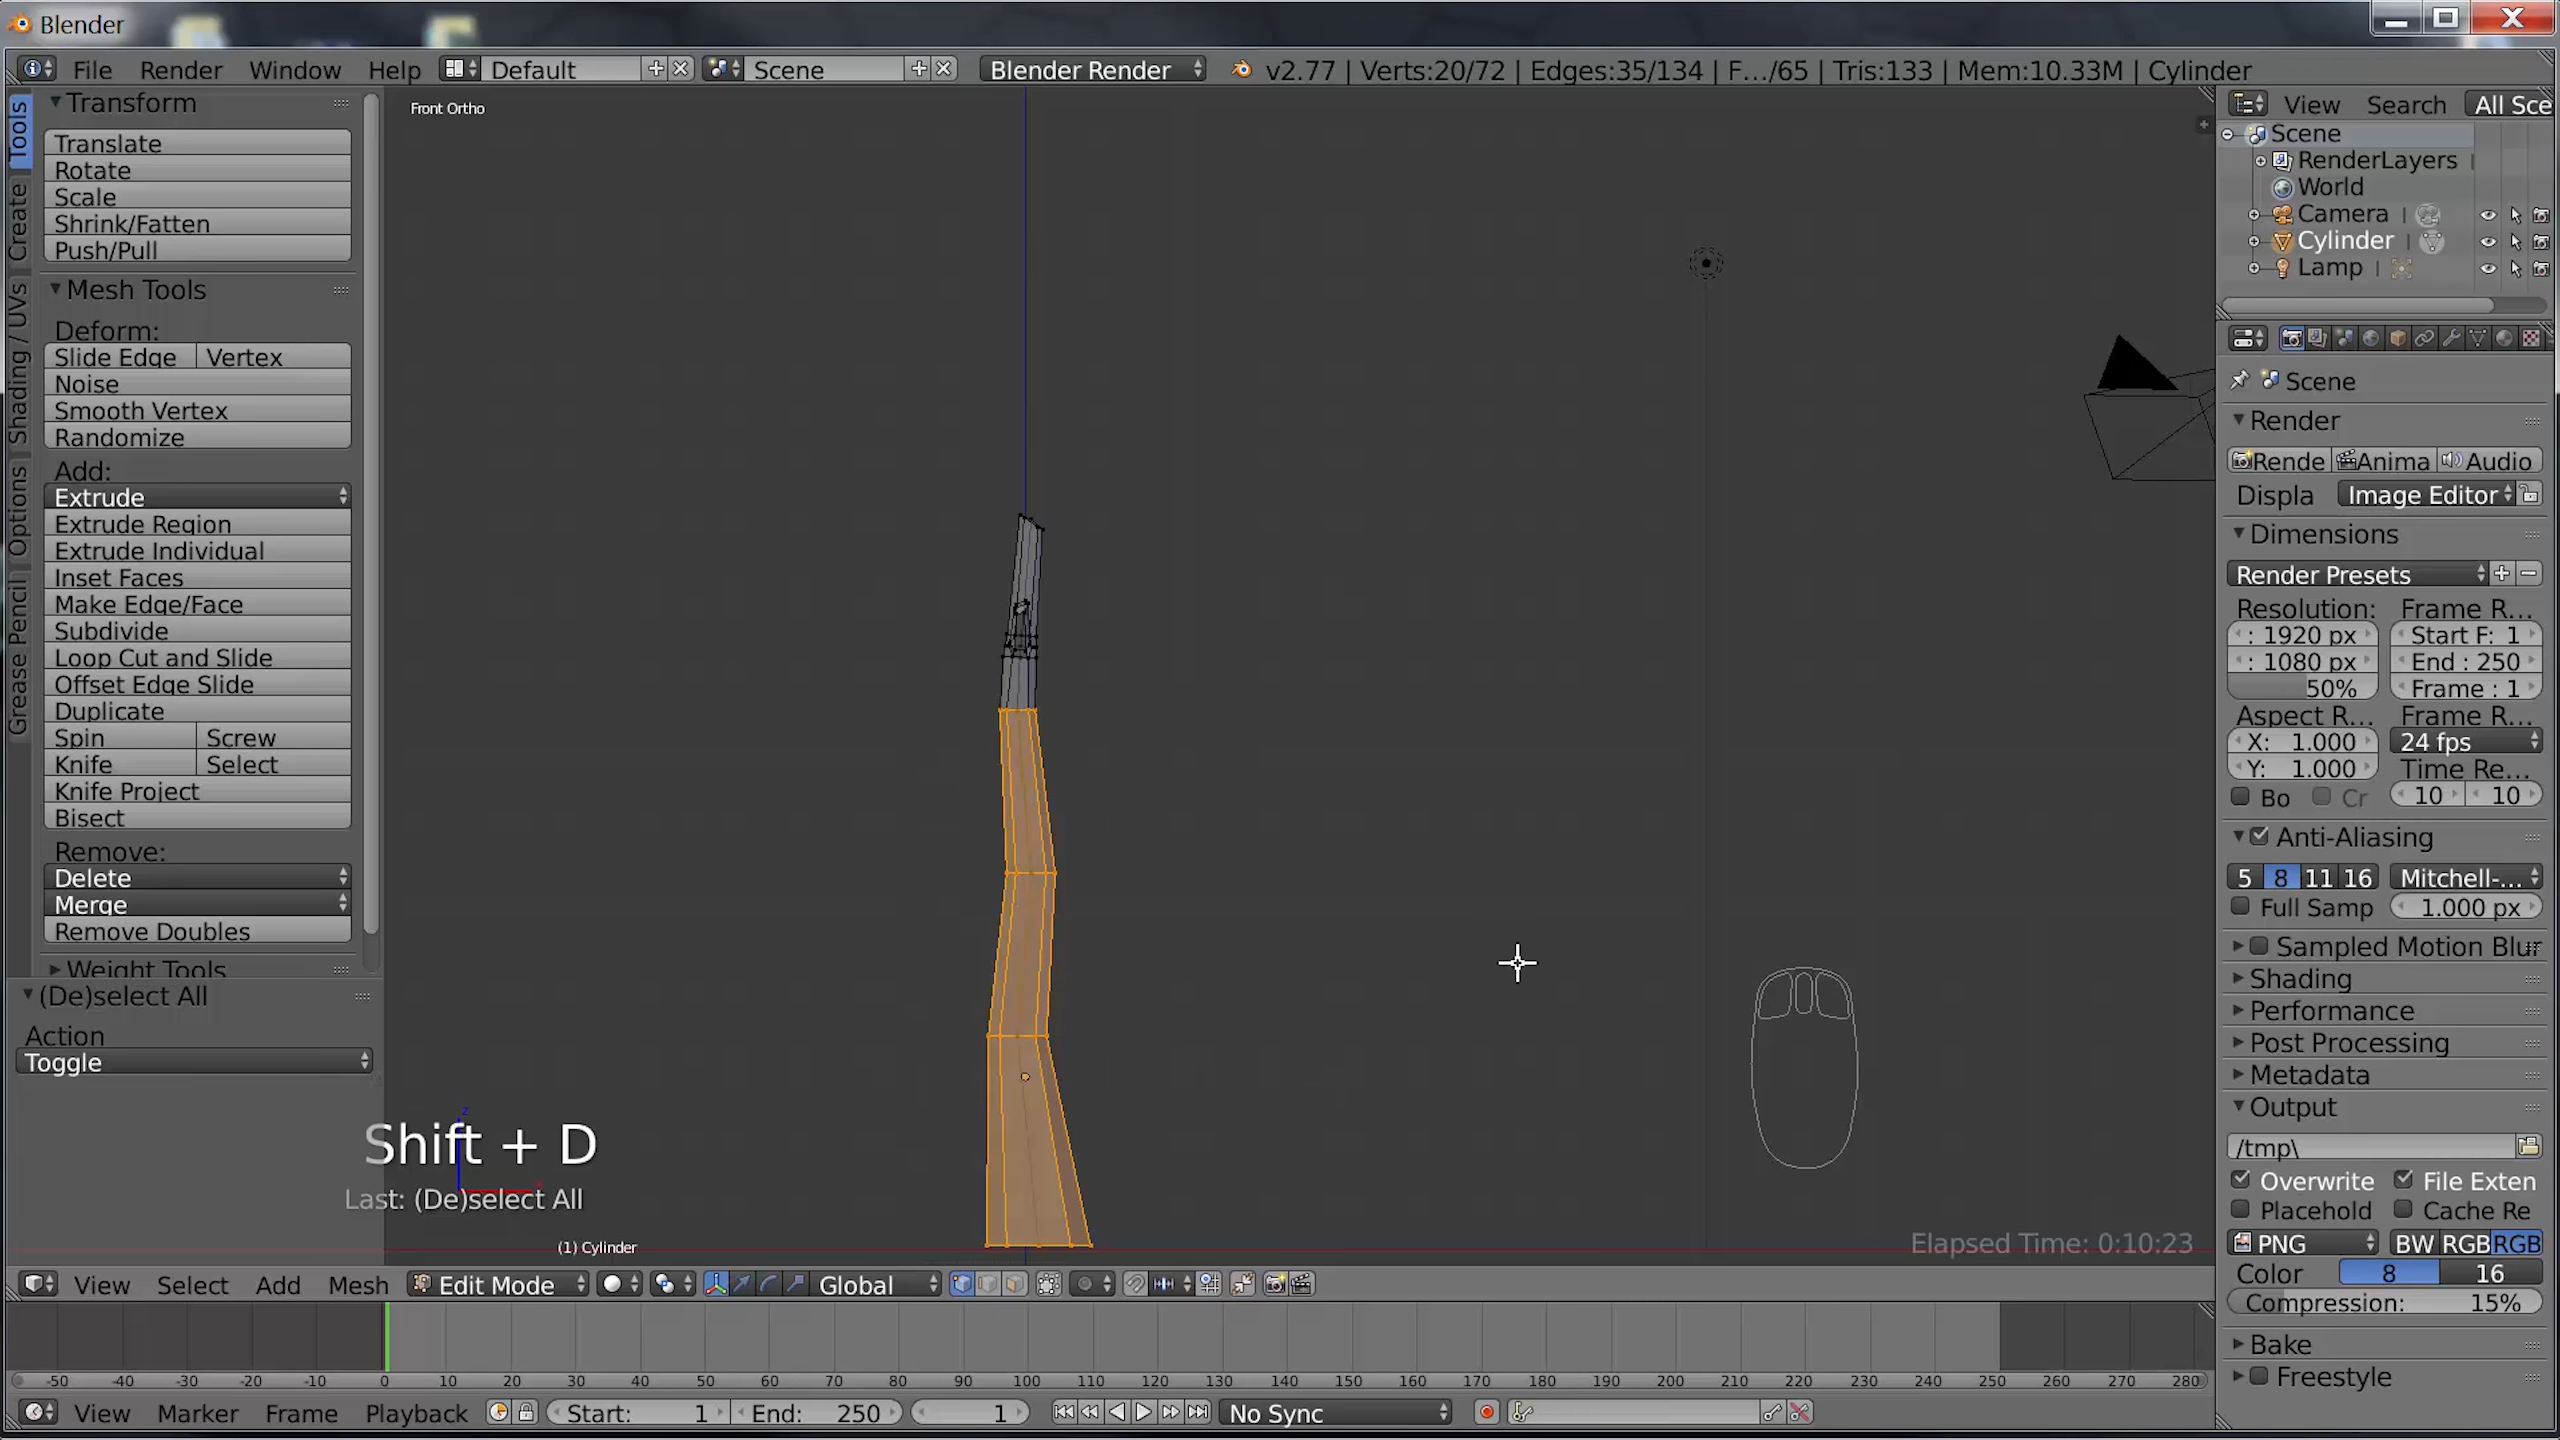 Blender
File Render Window Help Default Scene Blender Render v2.77 | Verts:20/72 | Edges:35/134 | F.../65 | Tris:133 | Mem:10.33M | Cylinder
Tools
Create
Shading / UVs
Options
Grease Pencil
Transform
Translate
Rotate
Scale
Shrink/Fatten
Push/Pull
Mesh Tools
Deform:
Slide Edge Vertex
Noise
Smooth Vertex
Randomize
Add:
Extrude
Extrude Region
Extrude Individual
Inset Faces
Make Edge/Face
Subdivide
Loop Cut and Slide
Offset Edge Slide
Duplicate
Spin Screw
Knife Select
Knife Project
Bisect
Remove:
Delete
Merge
Remove Doubles
Weight Tools
(De)select All
Action
Toggle
Front Ortho
z
Shift + D
Last: (De)select All
(1) Cylinder
Elapsed Time: 0:10:23
View Select Add Mesh Edit Mode Global
-50 -40 -30 -20 -10 0 10 20 30 40 50 60 70 80 90 100 110 120 130 140 150 160 170 180 190 200 210 220 230 240 250 260 270 280
View Marker Frame Playback Start: 1 End: 250 1 No Sync
View Search All Sce
Scene
RenderLayers
World
Camera
Cylinder
Lamp
Scene
Render
Rende Anima Audio
Displa Image Editor
Dimensions
Render Presets
Resolution: Frame R...
: 1920 px Start F: 1
: 1080 px End : 250
50% Frame : 1
Aspect R... Frame R...
X: 1.000 24 fps
Y: 1.000 Time Re...
Bo Cr 10 10
Anti-Aliasing
5 8 11 16 Mitchell-...
Full Samp 1.000 px
Sampled Motion Blur
Shading
Performance
Post Processing
Metadata
Output
/tmp\
Overwrite File Exten
Placehold Cache Re
PNG BW RGB RGB
Color 8 16
Compression: 15%
Bake
Freestyle